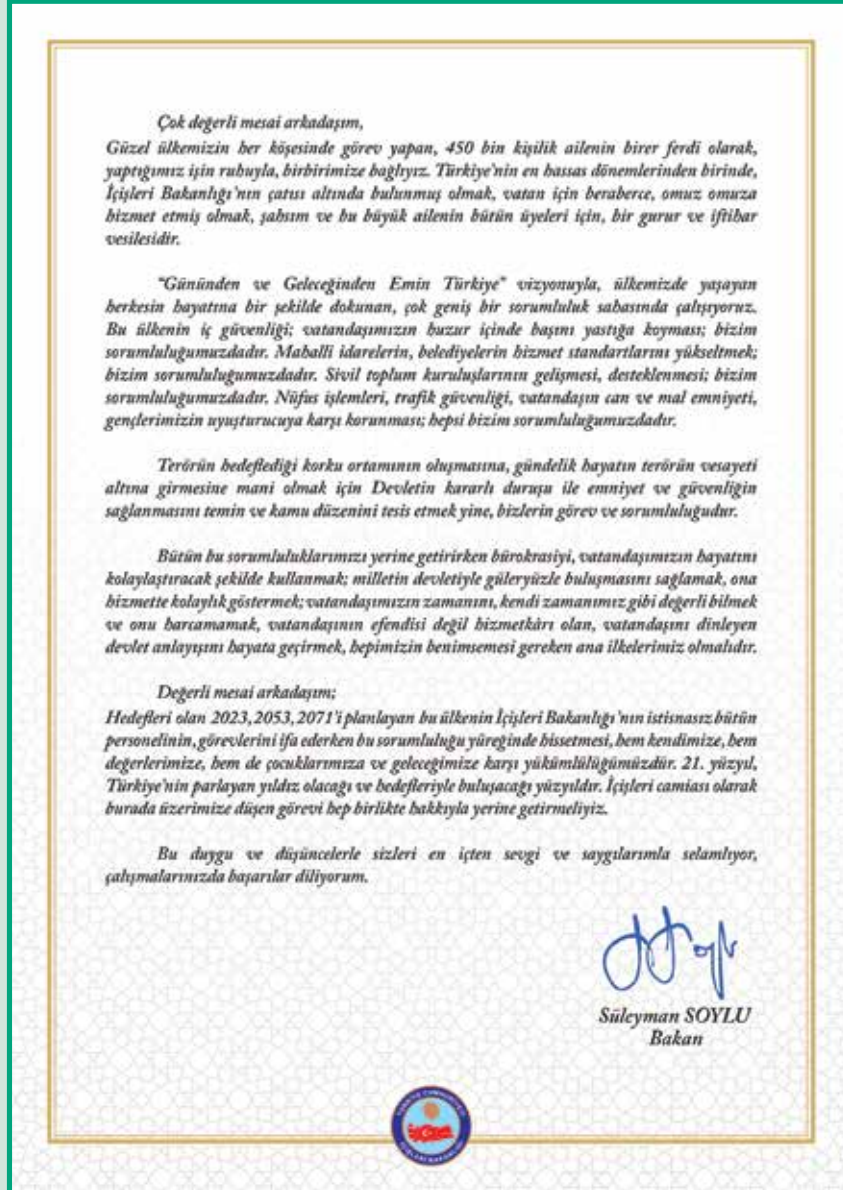 Çok değerli mesai arkadaşım,
Güzel ülkemizin her köşesinde görev yapan, 450 bin kişilik ailenin birer ferdi olarak,
yaptığımız işin ruhuyla, birbirimize bağlıyız. Türkiye'nin en hassas dönemlerinden birinde,
İçişleri Bakanlığı'nın çatısı altında bulunmuş olmak, vatan için beraberce, omuz omuza
hizmet etmiş olmak, şahsım ve bu büyük ailenin bütün üyeleri için, bir gurur ve iftihar
vesilesidir.
"Gününden ve Geleceğinden Emin Türkiye" vizyonuyla, ülkemizde yaşayan
herkesin hayatına bir şekilde dokunan, çok geniş bir sorumluluk sahasında çalışıyoruz.
Bu ülkenin iç güvenliği; vatandaşımızın huzur içinde başını yastığa koyması; bizim
sorumluluğumuzdadır. Mahalli idarelerin, belediyelerin hizmet standartlarını yükseltmek;
bizim sorumluluğumuzdadır. Sivil toplum kuruluşlarının gelişmesi, desteklenmesi; bizim
sorumluluğumuzdadır. Nüfus işlemleri, trafik güvenliği, vatandaşın can ve mal emniyeti,
gençlerimizin uyuşturucuya karşı korunması; hepsi bizim sorumluluğumuzdadır.
Terörün hedeflediği korku ortamının oluşmasına, gündelik hayatın terörün vesayeti
altına girmesine mani olmak için Devletin kararlı duruşu ile emniyet ve güvenliğin
sağlanmasını temin ve kamu düzenini tesis etmek yine, bizlerin görev ve sorumluluğudur.
Bütün bu sorumluluklarımızı yerine getirirken bürokrasiyi, vatandaşımızın hayatını
kolaylaştıracak şekilde kullanmak; milletin devletiyle güleryüzle buluşmasını sağlamak, ona
hizmette kolaylık göstermek; vatandaşımızın zamanını, kendi zamanımız gibi değerli bilmek
ve onu harcamamak, vatandaşının efendisi değil hizmetkârı olan, vatandaşını dinleyen
devlet anlayışını hayata geçirmek, hepimizin benimsemesi gereken ana ilkelerimiz olmalıdır.
Değerli mesai arkadaşım;
Hedefleri olan 2023, 2053, 2071'i planlayan bu ülkenin İçişleri Bakanlığı'nın istisnasız bütün
personelinin, görevlerini ifa ederken bu sorumluluğu yüreğinde hissetmesi, hem kendimize, hem
değerlerimize, hem de çocuklarımıza ve geleceğimize karşı yükümlülüğümüzdür. 21. yüzyıl,
Türkiye'nin parlayan yıldız olacağı ve hedefleriyle buluşacağı yüzyıldır. İçişleri camiası olarak
burada üzerimize düşen görevi hep birlikte hakkıyla yerine getirmeliyiz.
Bu duygu ve düşüncelerle sizleri en içten sevgi ve saygılarımla selamlıyor,
çalışmalarınızda başarılar diliyorum.
Süleyman SOYLU
Bakan